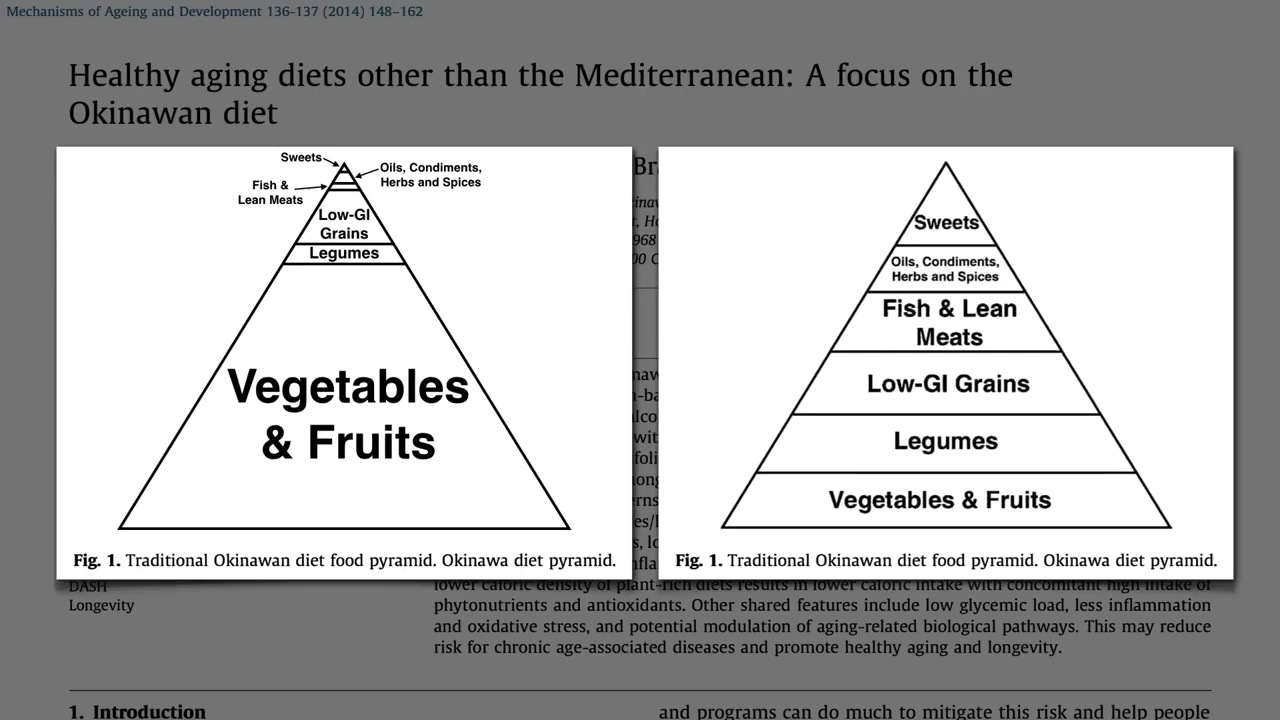 Mechanisms of Ageing and Development 136-137 (2014) 148–162
Healthy aging diets other than the Mediterranean: A focus on the
Okinawan diet
Sweets
Oils, Condiments,
Herbs and Spices
Fish &
Lean Meats
Low-GI
Grains
Legumes
Vegetables
& Fruits
Fig. 1. Traditional Okinawan diet food pyramid. Okinawa diet pyramid.
Sweets
Oils, Condiments,
Herbs and Spices
Fish & Lean
Meats
Low-GI Grains
Legumes
Vegetables & Fruits
Fig. 1. Traditional Okinawan diet food pyramid. Okinawa diet pyramid.
DASH
Longevity
lower caloric density of plant-rich diets results in lower caloric intake with concomitant high intake of
phytonutrients and antioxidants. Other shared features include low glycemic load, less inflammation
and oxidative stress, and potential modulation of aging-related biological pathways. This may reduce
risk for chronic age-associated diseases and promote healthy aging and longevity.
1. Introduction
and programs can do much to mitigate this risk and help people